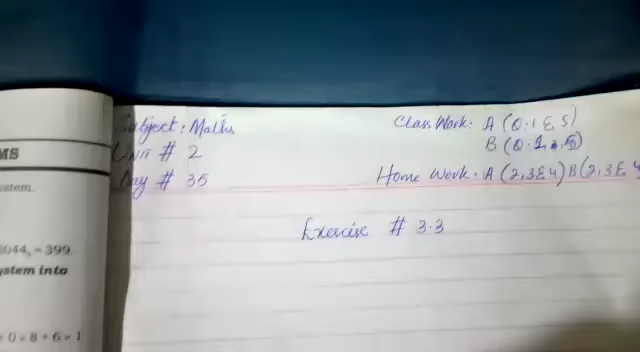 Subject: Maths
Unit # 2
Day # 35
Class Work: A (Q.1 & 5)
B (Q.1, 5)
Home Work: A (2,3 & 4) B (2,3 &
Exercise # 3.3
MS
stem.
3044, = 399.
ystem into
0 × 8 + 6 × 1